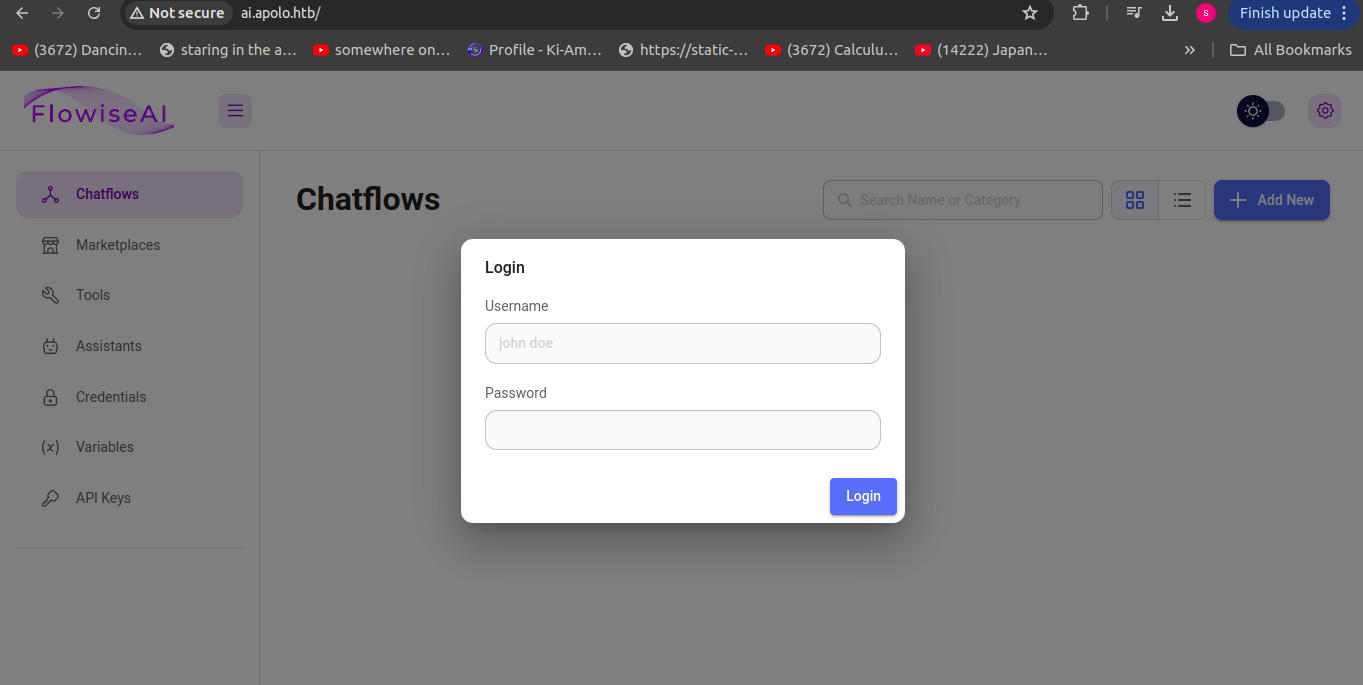 Not secure ai.apolo.htb/ s Finish update
(3672) Dancin… staring in the a… somewhere on… Profile - Ki-Am… https://static-… (3672) Calculu… (14222) Japan… » All Bookmarks
FlowiseAI
Chatflows
Marketplaces
Tools
Assistants
Credentials
Variables
API Keys
Chatflows
Search Name or Category
Add New
Login
Username
john doe
Password
Login